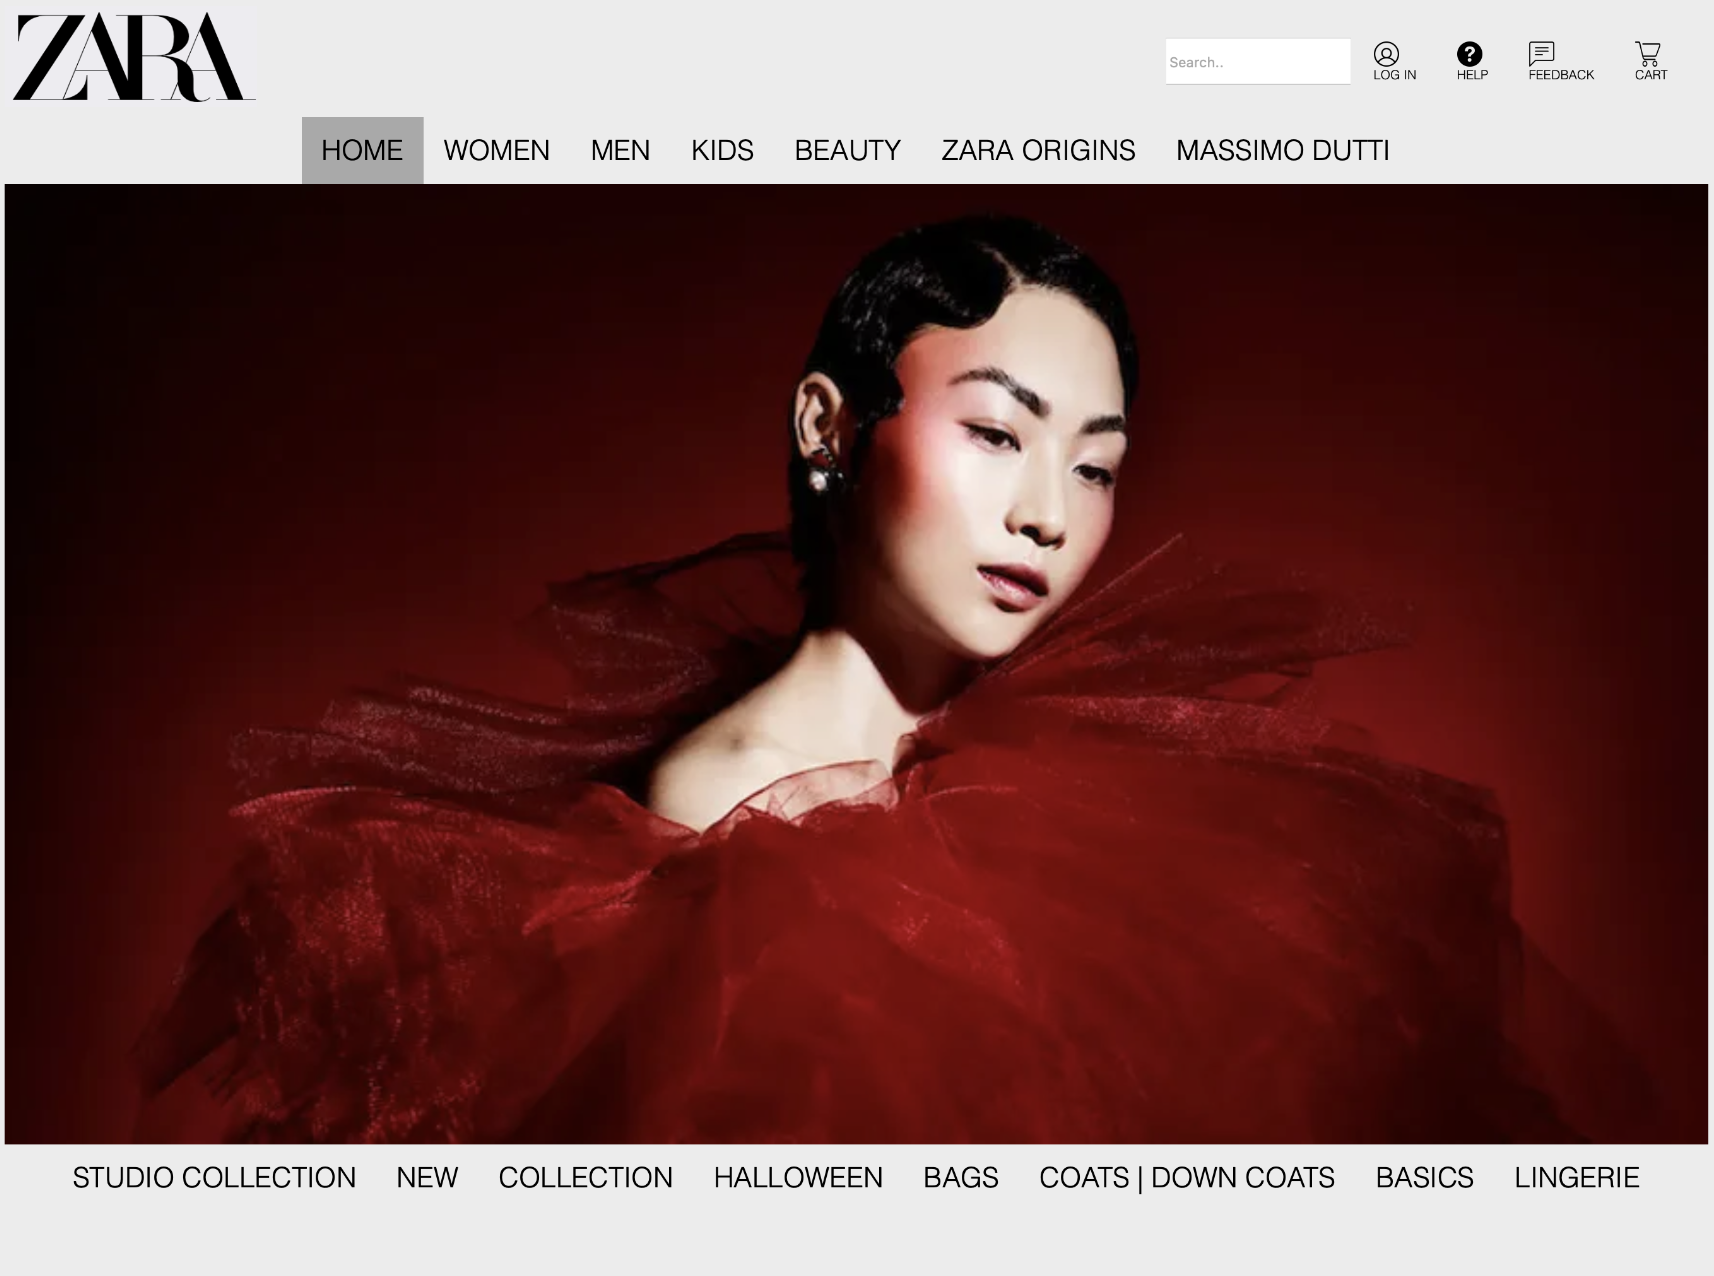 ZARA
Search..
LOG IN
HELP
FEEDBACK
CART
HOME WOMEN MEN KIDS BEAUTY ZARA ORIGINS MASSIMO DUTTI
STUDIO COLLECTION NEW COLLECTION HALLOWEEN BAGS COATS | DOWN COATS BASICS LINGERIE